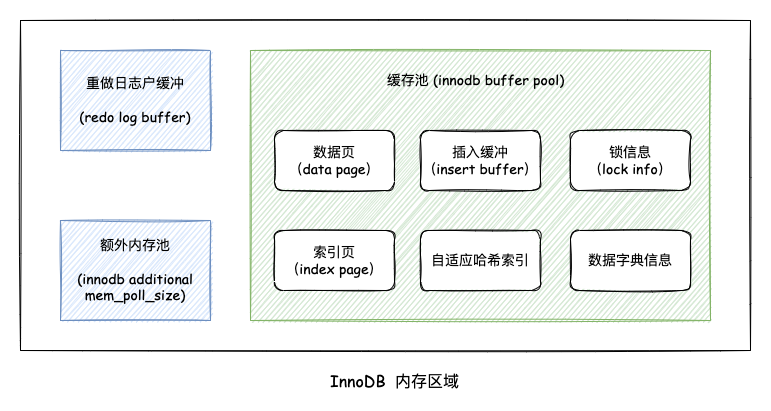 重做日志户缓冲
(redo log buffer)
缓存池 (innodb buffer pool)
数据页
(data page)
插入缓冲
(insert buffer)
锁信息
(lock info)
额外内存池
(innodb additional
mem_poll_size)
索引页
(index page)
自适应哈希索引
数据字典信息
InnoDB 内存区域